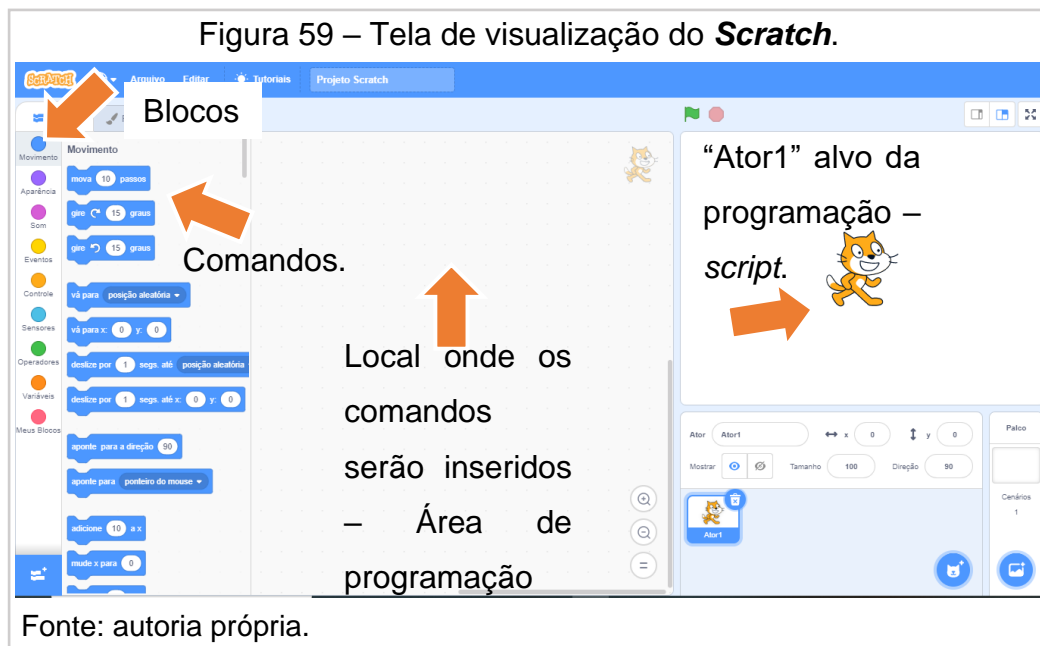 Figura 59 – Tela de visualização do Scratch.
SCRATCH
Arquivo Editar Tutoriais Projeto Scratch
Blocos
Movimento
Aparência
Som
Eventos
Controle
Sensores
Operadores
Variáveis
Meus Blocos
Movimento
mova 10 passos
gire 15 graus
gire 15 graus
vá para posição aleatória
vá para x: 0 y: 0
deslize por 1 segs. até posição aleatória
deslize por 1 segs. até x: 0 y: 0
aponte para a direção 90
aponte para ponteiro do mouse
adicione 10 a x
mude x para 0
Comandos.
Local onde os
comandos
serão inseridos
– Área de
programação
“Ator1” alvo da
programação –
script.
Ator Ator1 x 0 y 0
Mostrar Tamanho 100 Direção 90
Ator1
Palco
Cenários
1
Fonte: autoria própria.